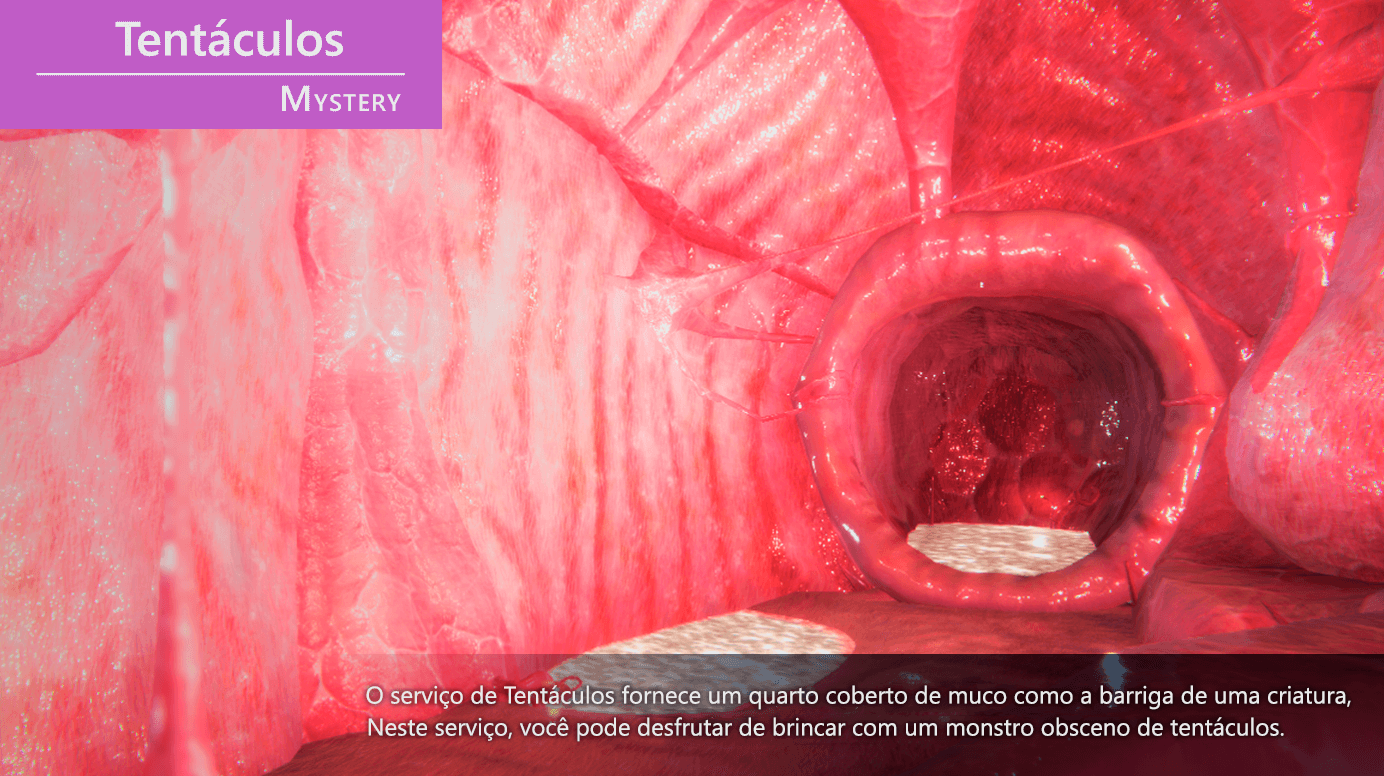 Tentáculos
Mystery
O serviço de Tentáculos fornece um quarto coberto de muco como a barriga de uma criatura,
Neste serviço, você pode desfrutar de brincar com um monstro obsceno de tentáculos.